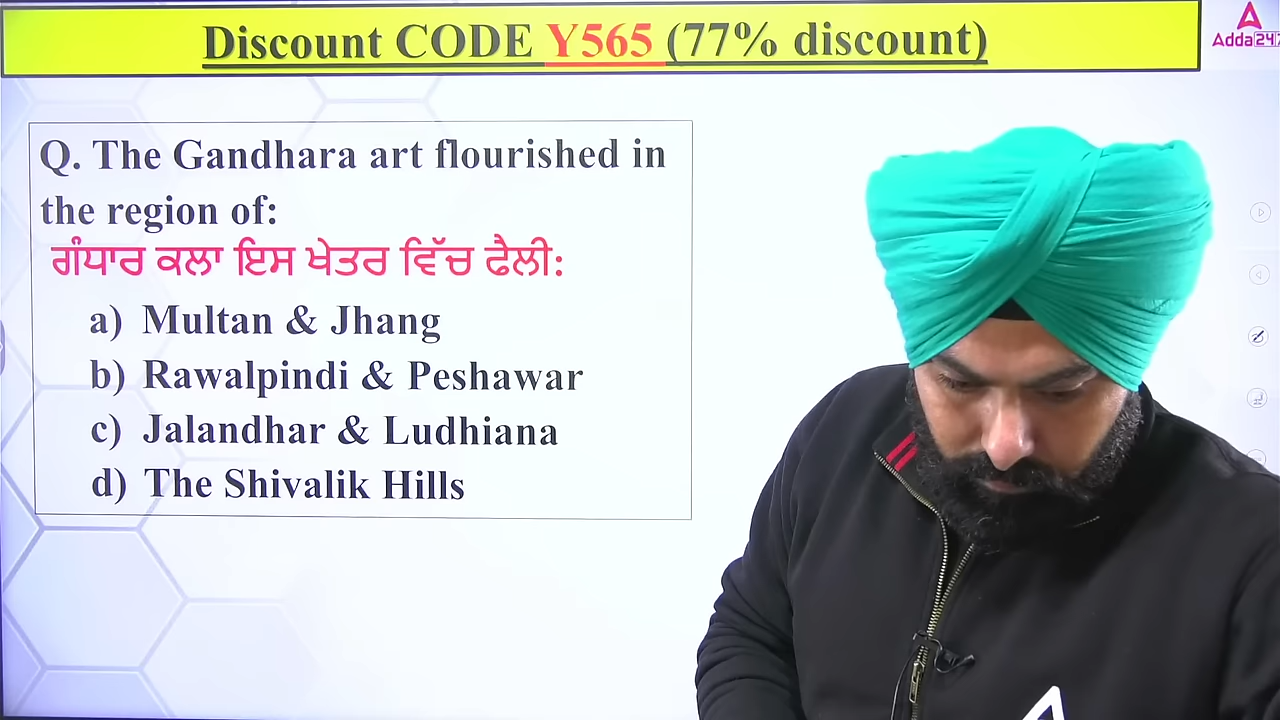 Discount CODE Y565 (77% discount)
Adda247
Q. The Gandhara art flourished in
the region of:
ਗੰਧਾਰ ਕਲਾ ਇਸ ਖੇਤਰ ਵਿੱਚ ਫੈਲੀ:
a) Multan & Jhang
b) Rawalpindi & Peshawar
c) Jalandhar & Ludhiana
d) The Shivalik Hills